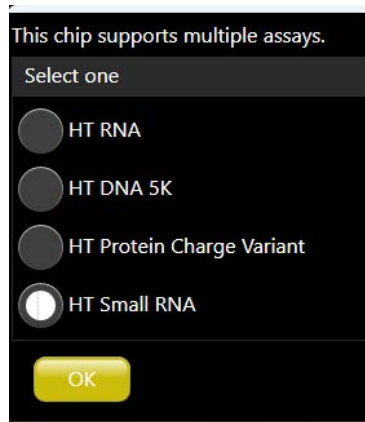 This chip supports multiple assays.
Select one
HT RNA
HT DNA 5K
HT Protein Charge Variant
HT Small RNA
OK